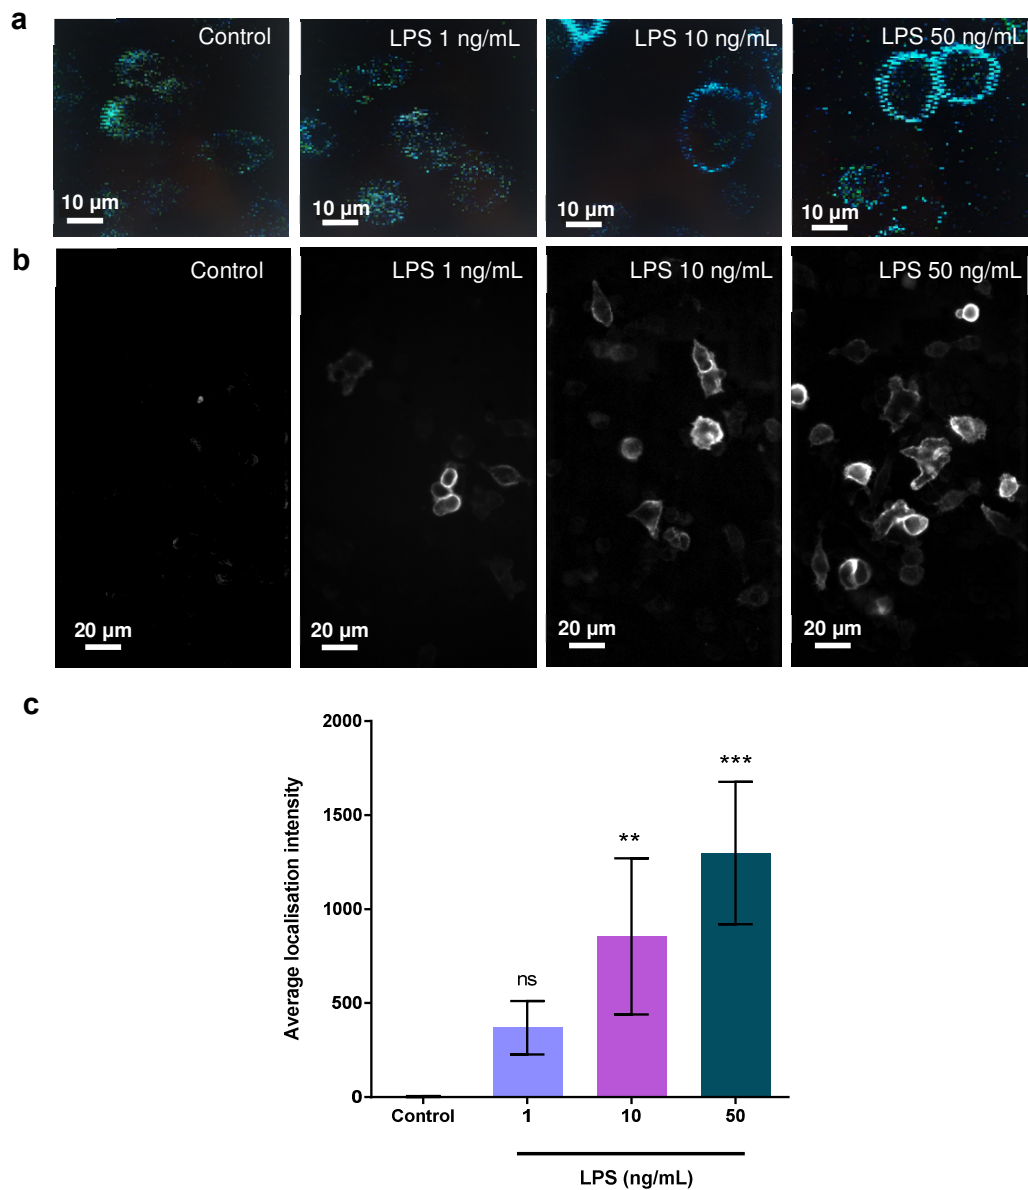 a
Control
LPS 1 ng/mL
LPS 10 ng/mL
LPS 50 ng/mL
10 µm
10 µm
10 µm
10 µm
b
Control
LPS 1 ng/mL
LPS 10 ng/mL
LPS 50 ng/mL
20 µm
20 µm
20 µm
20 µm
c
Average localisation intensity
2000
1500
1000
500
0
ns
**
***
Control
1
10
50
LPS (ng/mL)